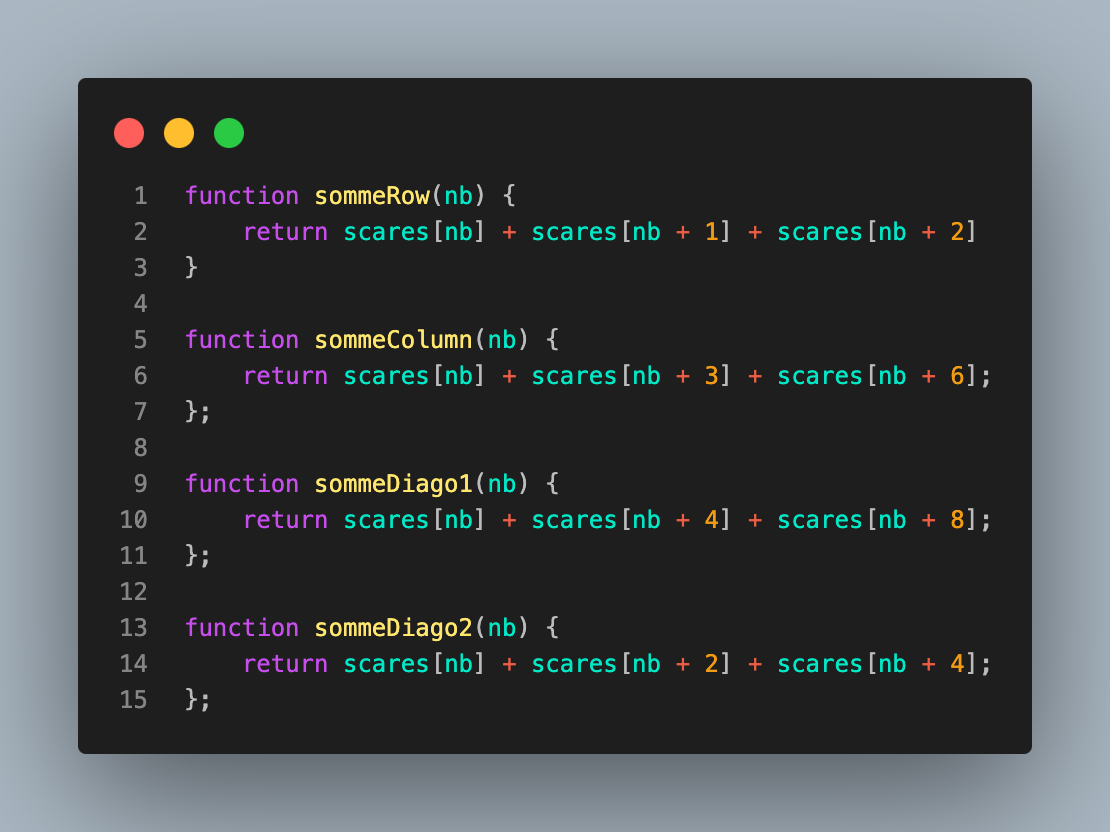 1 function sommeRow(nb) {
2     return scares[nb] + scares[nb + 1] + scares[nb + 2]
3 }
4
5 function sommeColumn(nb) {
6     return scares[nb] + scares[nb + 3] + scares[nb + 6];
7 };
8
9 function sommeDiago1(nb) {
10     return scares[nb] + scares[nb + 4] + scares[nb + 8];
11 };
12
13 function sommeDiago2(nb) {
14     return scares[nb] + scares[nb + 2] + scares[nb + 4];
15 };